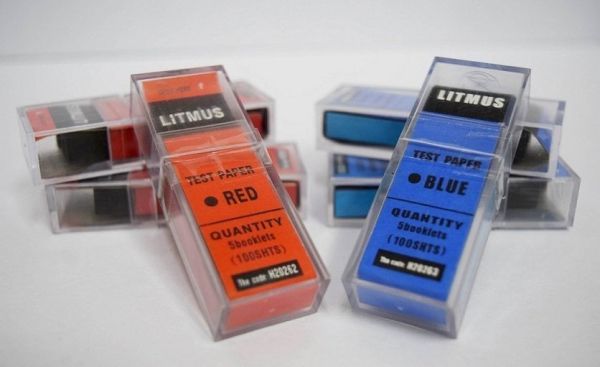 LITMUS
TEST PAPER
RED
QUANTITY
5booklets
(100SHTS)
The code: H20262
LITMUS
TEST PAPER
BLUE
QUANTITY
5booklets
(100SHTS)
The code: H20263